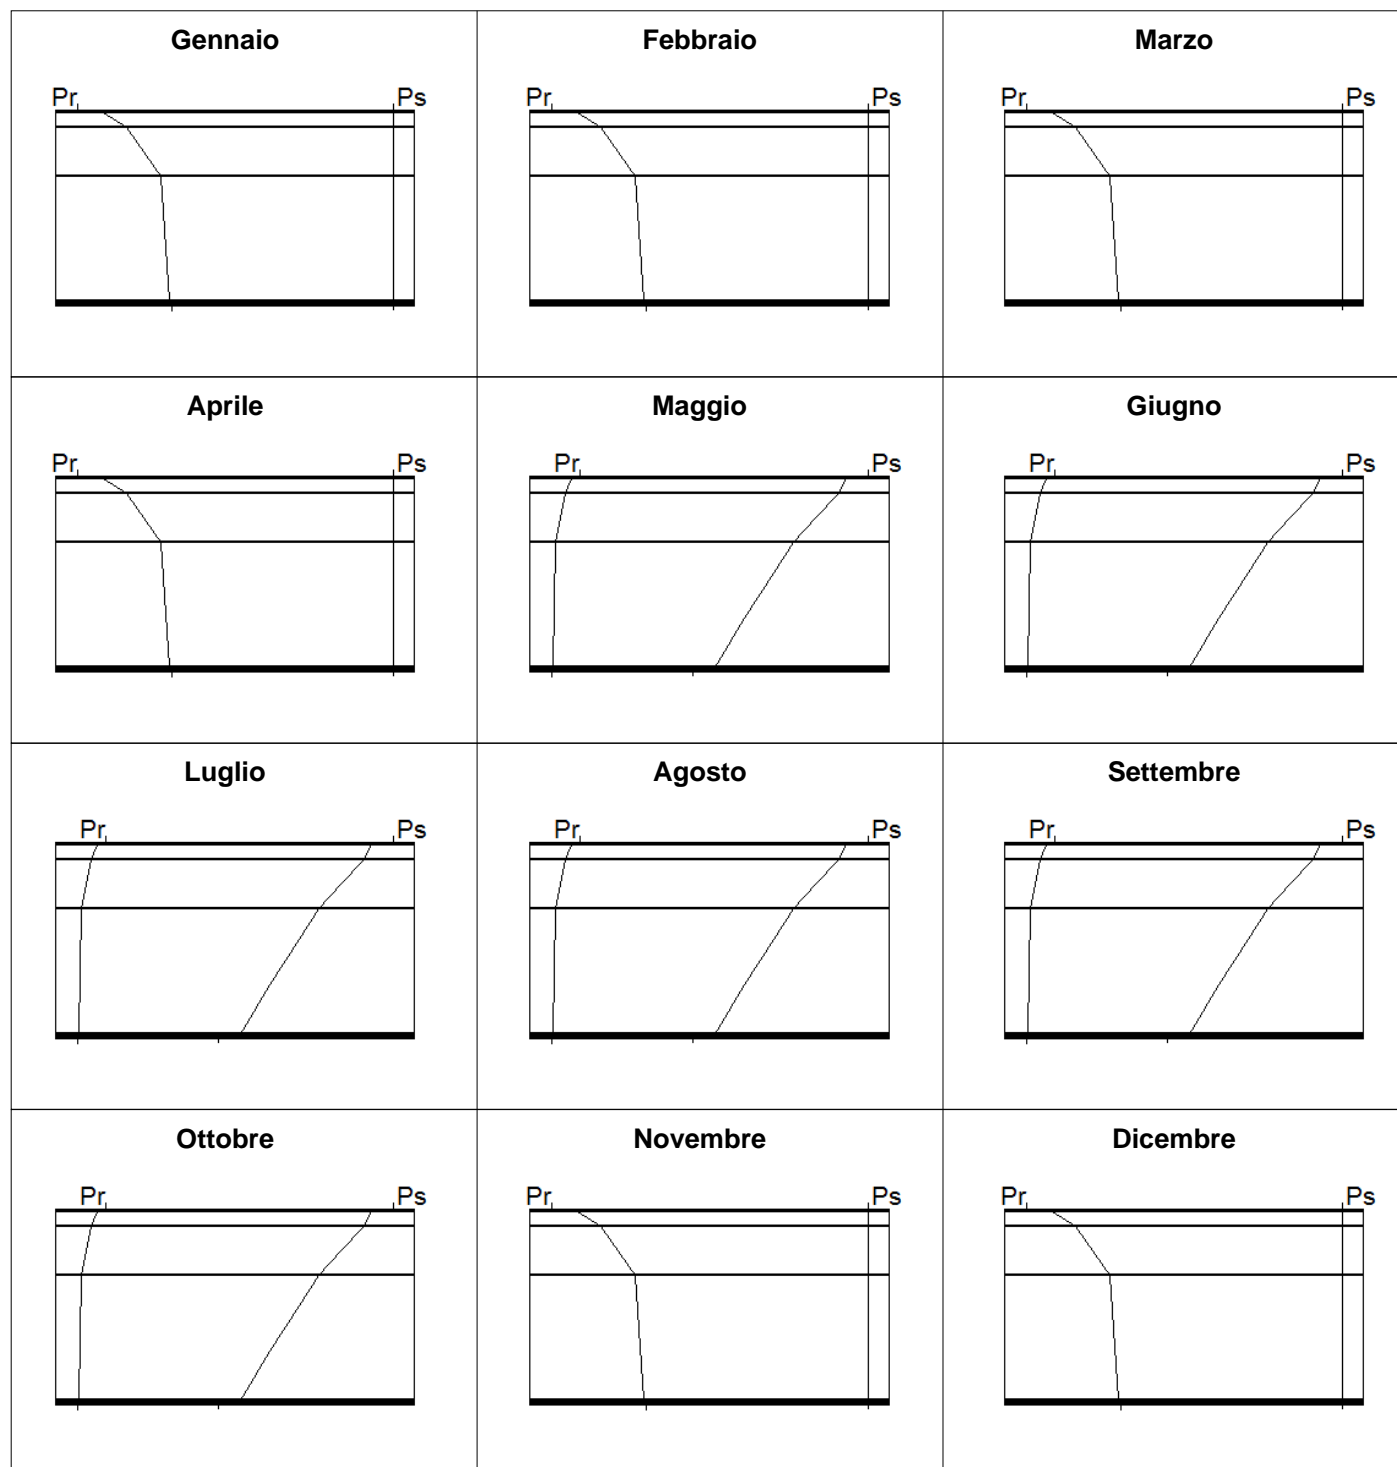 Gennaio Febbraio Marzo
Pr Ps Pr Ps Pr Ps
Aprile Maggio Giugno
Pr Ps Pr Ps Pr Ps
Luglio Agosto Settembre
Pr Ps Pr Ps Pr Ps
Ottobre Novembre Dicembre
Pr Ps Pr Ps Pr Ps